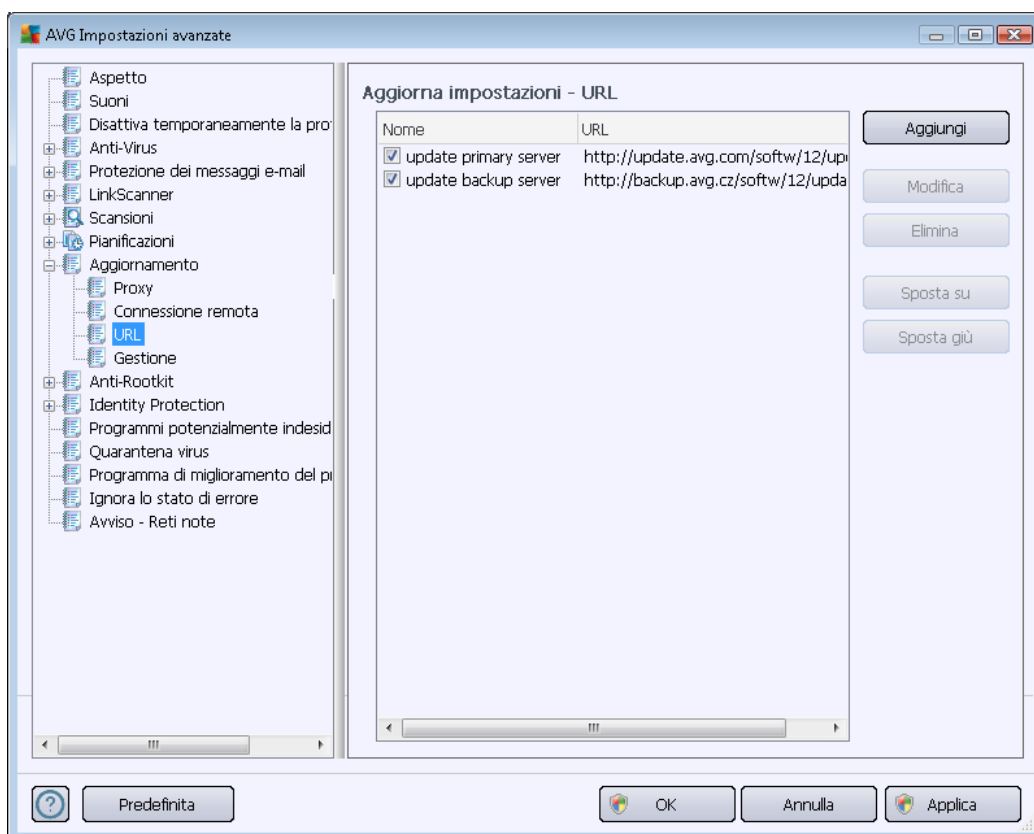 AVG Impostazioni avanzate
Aspetto
Suoni
Disattiva temporaneamente la pro
Anti-Virus
Protezione dei messaggi e-mail
LinkScanner
Scansioni
Pianificazioni
Aggiornamento
Proxy
Connessione remota
URL
Gestione
Anti-Rootkit
Identity Protection
Programmi potenzialmente indesid
Quarantena virus
Programma di miglioramento del pr
Ignora lo stato di errore
Avviso - Reti note
Aggiorna impostazioni - URL
Nome URL
update primary server http://update.avg.com/softw/12/up
update backup server http://backup.avg.cz/softw/12/upda
Aggiungi
Modifica
Elimina
Sposta su
Sposta giù
Predefinita
OK
Annulla
Applica